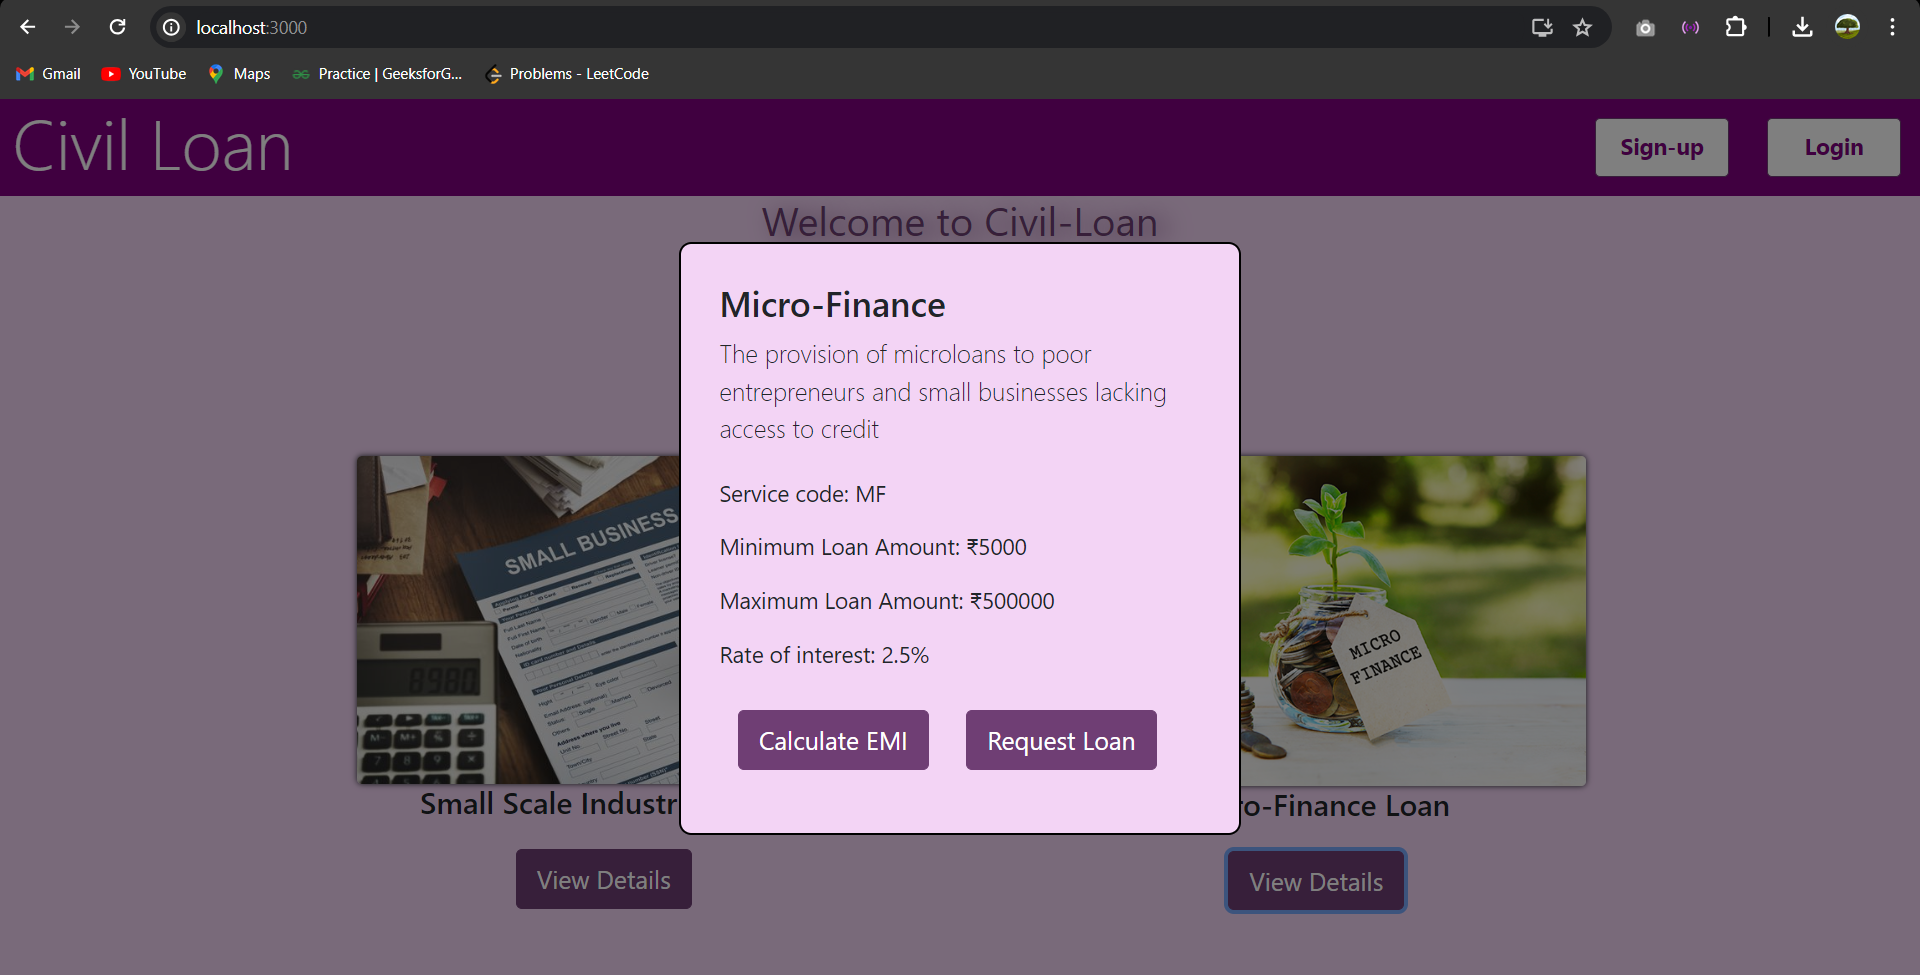 localhost:3000
Gmail
YouTube
Maps
Practice | GeeksforG...
Problems - LeetCode
Civil Loan
Sign-up
Login
Welcome to Civil-Loan
Micro-Finance
The provision of microloans to poor
entrepreneurs and small businesses lacking
access to credit
Service code: MF
Minimum Loan Amount: ₹5000
Maximum Loan Amount: ₹500000
Rate of interest: 2.5%
Calculate EMI
Request Loan
SMALL BUSINESS
8980
MICRO
FINANCE
Small Scale Industr
ro-Finance Loan
View Details
View Details